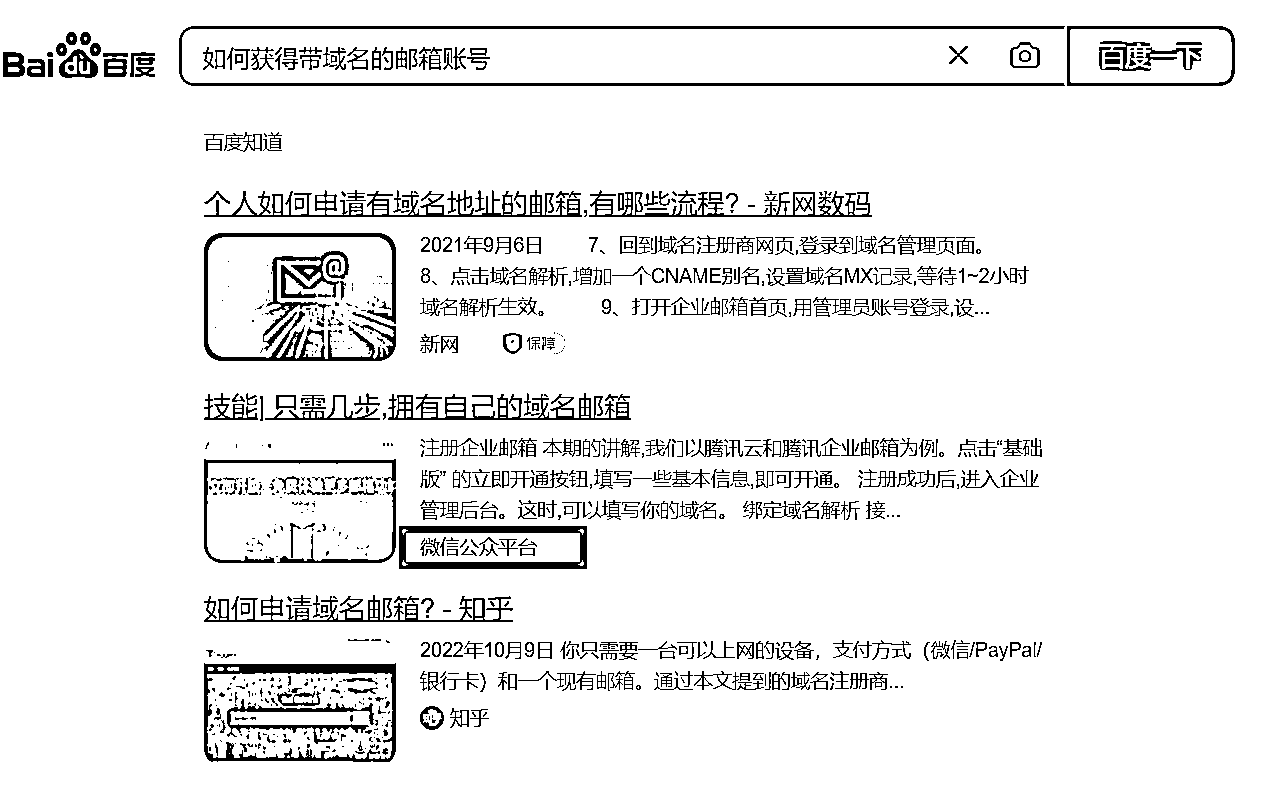 Bai du 百度
如何获得带域名的邮箱账号
百度一下
百度知道
个人如何申请有域名地址的邮箱,有哪些流程? - 新网数码
2021年9月6日 7、回到域名注册商网页,登录到域名管理页面。
8、点击域名解析,增加一个CNAME别名,设置域名MX记录,等待1~2小时
域名解析生效。 9、打开企业邮箱首页,用管理员账号登录,设...
新网 保障
技能| 只需几步,拥有自己的域名邮箱
注册企业邮箱 本期的讲解,我们以腾讯云和腾讯企业邮箱为例。点击“基础
版” 的立即开通按钮,填写一些基本信息,即可开通。 注册成功后,进入企业
管理后台。这时,可以填写你的域名。 绑定域名解析 接...
微信公众平台
如何申请域名邮箱? - 知乎
2022年10月9日 你只需要一台可以上网的设备，支付方式（微信/PayPal/
银行卡）和一个现有邮箱。通过本文提到的域名注册商...
知乎